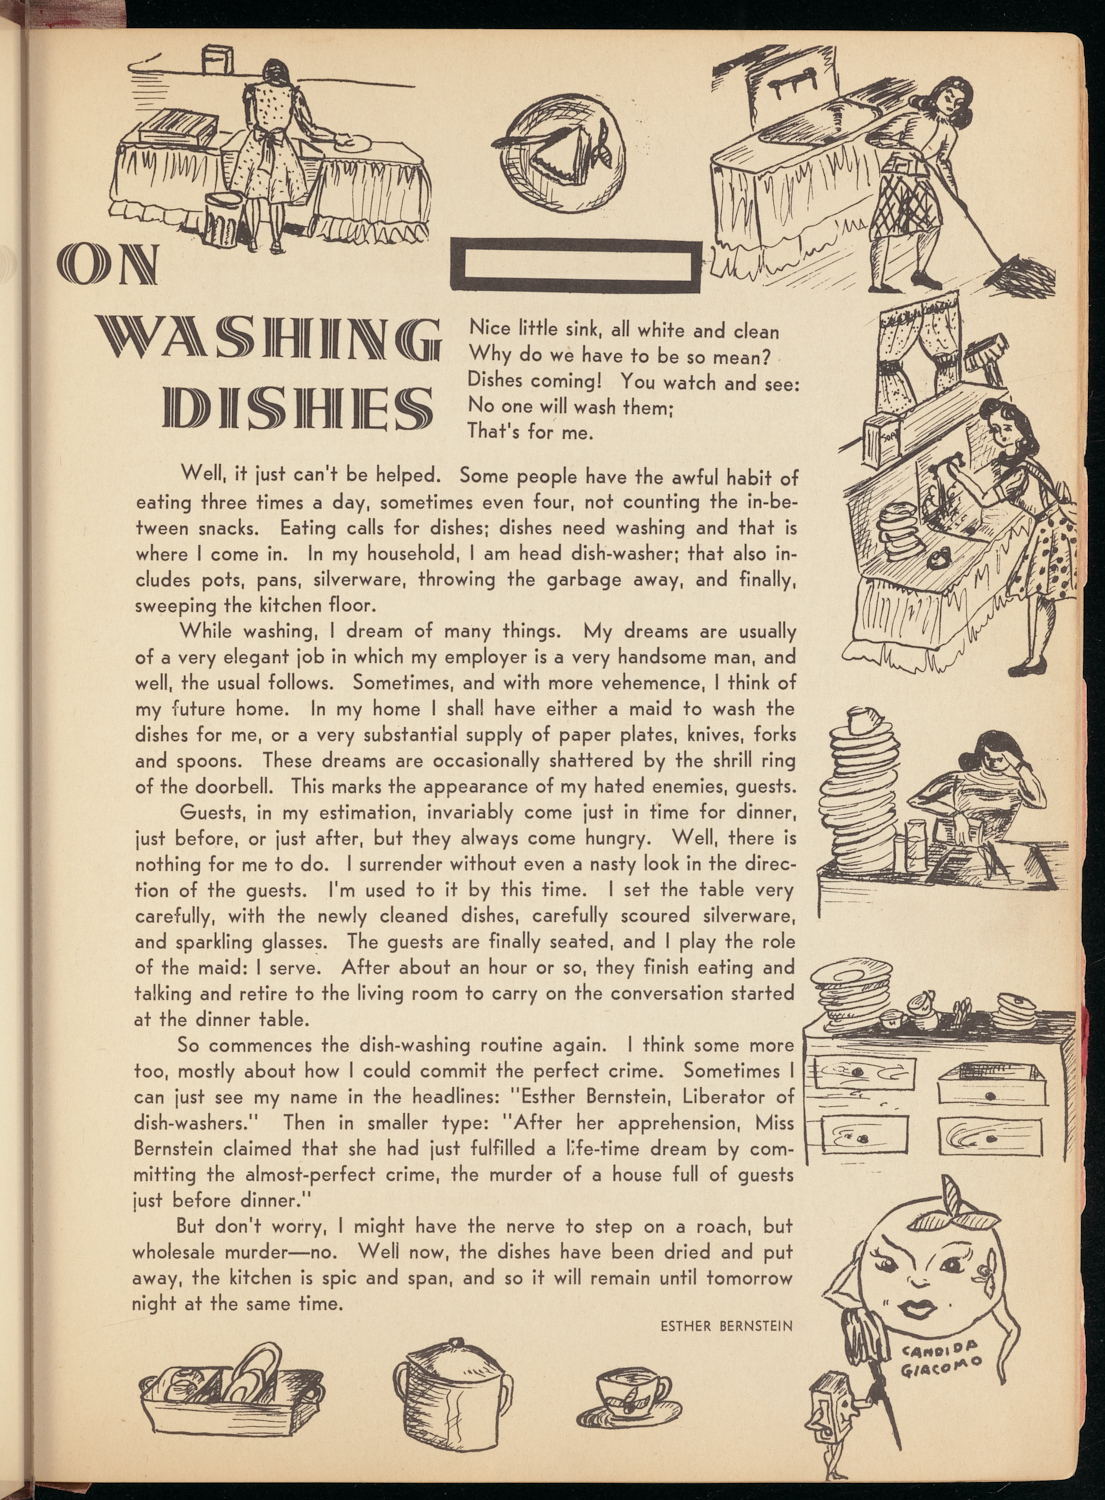 ON
WASHING
DISHES
Nice little sink, all white and clean
Why do we have to be so mean?
Dishes coming!  You watch and see:
No one will wash them;
That's for me.
Well, it just can't be helped.  Some people have the awful habit of
eating three times a day, sometimes even four, not counting the in-be-
tween snacks.  Eating calls for dishes; dishes need washing and that is
where I come in.  In my household, I am head dish-washer; that also in-
cludes pots, pans, silverware, throwing the garbage away, and finally,
sweeping the kitchen floor.
While washing, I dream of many things.  My dreams are usually
of a very elegant job in which my employer is a very handsome man, and
well, the usual follows.  Sometimes, and with more vehemence, I think of
my future home.  In my home I shall have either a maid to wash the
dishes for me, or a very substantial supply of paper plates, knives, forks
and spoons.  These dreams are occasionally shattered by the shrill ring
of the doorbell.  This marks the appearance of my hated enemies, guests.
Guests, in my estimation, invariably come just in time for dinner,
just before, or just after, but they always come hungry.  Well, there is
nothing for me to do.  I surrender without even a nasty look in the direc-
tion of the guests.  I'm used to it by this time.  I set the table very
carefully, with the newly cleaned dishes, carefully scoured silverware,
and sparkling glasses.  The guests are finally seated, and I play the role
of the maid: I serve.  After about an hour or so, they finish eating and
talking and retire to the living room to carry on the conversation started
at the dinner table.
So commences the dish-washing routine again.  I think some more
too, mostly about how I could commit the perfect crime.  Sometimes I
can just see my name in the headlines: "Esther Bernstein, Liberator of
dish-washers."  Then in smaller type: "After her apprehension, Miss
Bernstein claimed that she had just fulfilled a life-time dream by com-
mitting the almost-perfect crime, the murder of a house full of guests
just before dinner."
But don't worry, I might have the nerve to step on a roach, but
wholesale murder—no.  Well now, the dishes have been dried and put
away, the kitchen is spic and span, and so it will remain until tomorrow
night at the same time.
ESTHER BERNSTEIN
SOAP
CANDIDA
GIACOMO